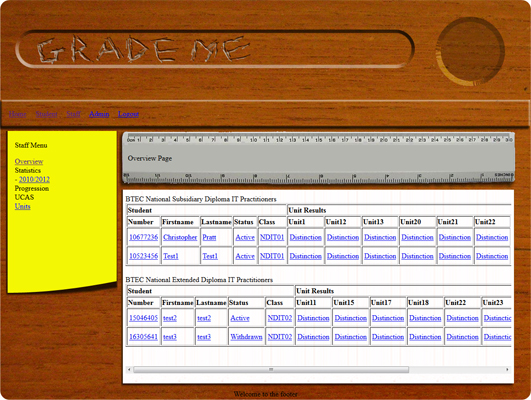 GRADE ME
Home Student Staff Admin Logout
Staff Menu
Overview
Statistics
- 2010/2012
Progression
UCAS
Units
Overview Page
BTEC National Subsidiary Diploma IT Practitioners
Student Unit Results
Number Firstname Lastname Status Class Unit1 Unit12 Unit13 Unit20 Unit21 Unit22
10677236 Christopher Pratt Active NDIT01 Distinction Distinction Distinction Distinction Distinction Distinction
10523456 Test1 Test1 Active NDIT01 Distinction Distinction Distinction Distinction Distinction Distinction
BTEC National Extended Diploma IT Practitioners
Student Unit Results
Number Firstname Lastname Status Class Unit11 Unit15 Unit17 Unit18 Unit22 Unit23
15046405 test2 test2 Active NDIT02 Distinction Distinction Distinction Distinction Distinction Distinction
16305641 test3 test3 Withdrawn NDIT02 Distinction Distinction Distinction Distinction Distinction Distinction
Welcome to the footer